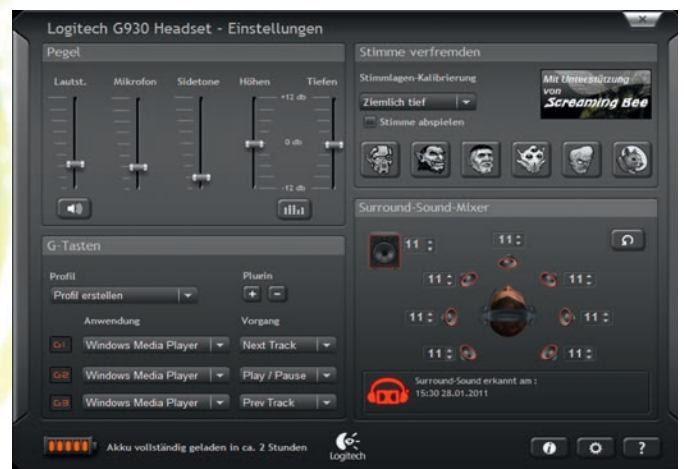 Logitech G930 Headset - Einstellungen
Pegel
Lautst. Mikrofon Sidetone Höhen Tiefen
+12 db
0 db
-12 db
Stimme verfremden
Stimmlagen-Kalibrierung
Ziemlich tief
Stimme abspielen
Mit Unterstützung
von
Screaming Bee
G-Tasten
Profil Plugin
Profil erstellen + -
Anwendung Vorgang
G1 Windows Media Player Next Track
G2 Windows Media Player Play / Pause
G3 Windows Media Player Prev Track
Surround-Sound-Mixer
11 11
11 11
11 11
11 11
Surround-Sound erkannt am :
15:30 28.01.2011
Akku vollständig geladen in ca. 2 Stunden
Logitech
i ?